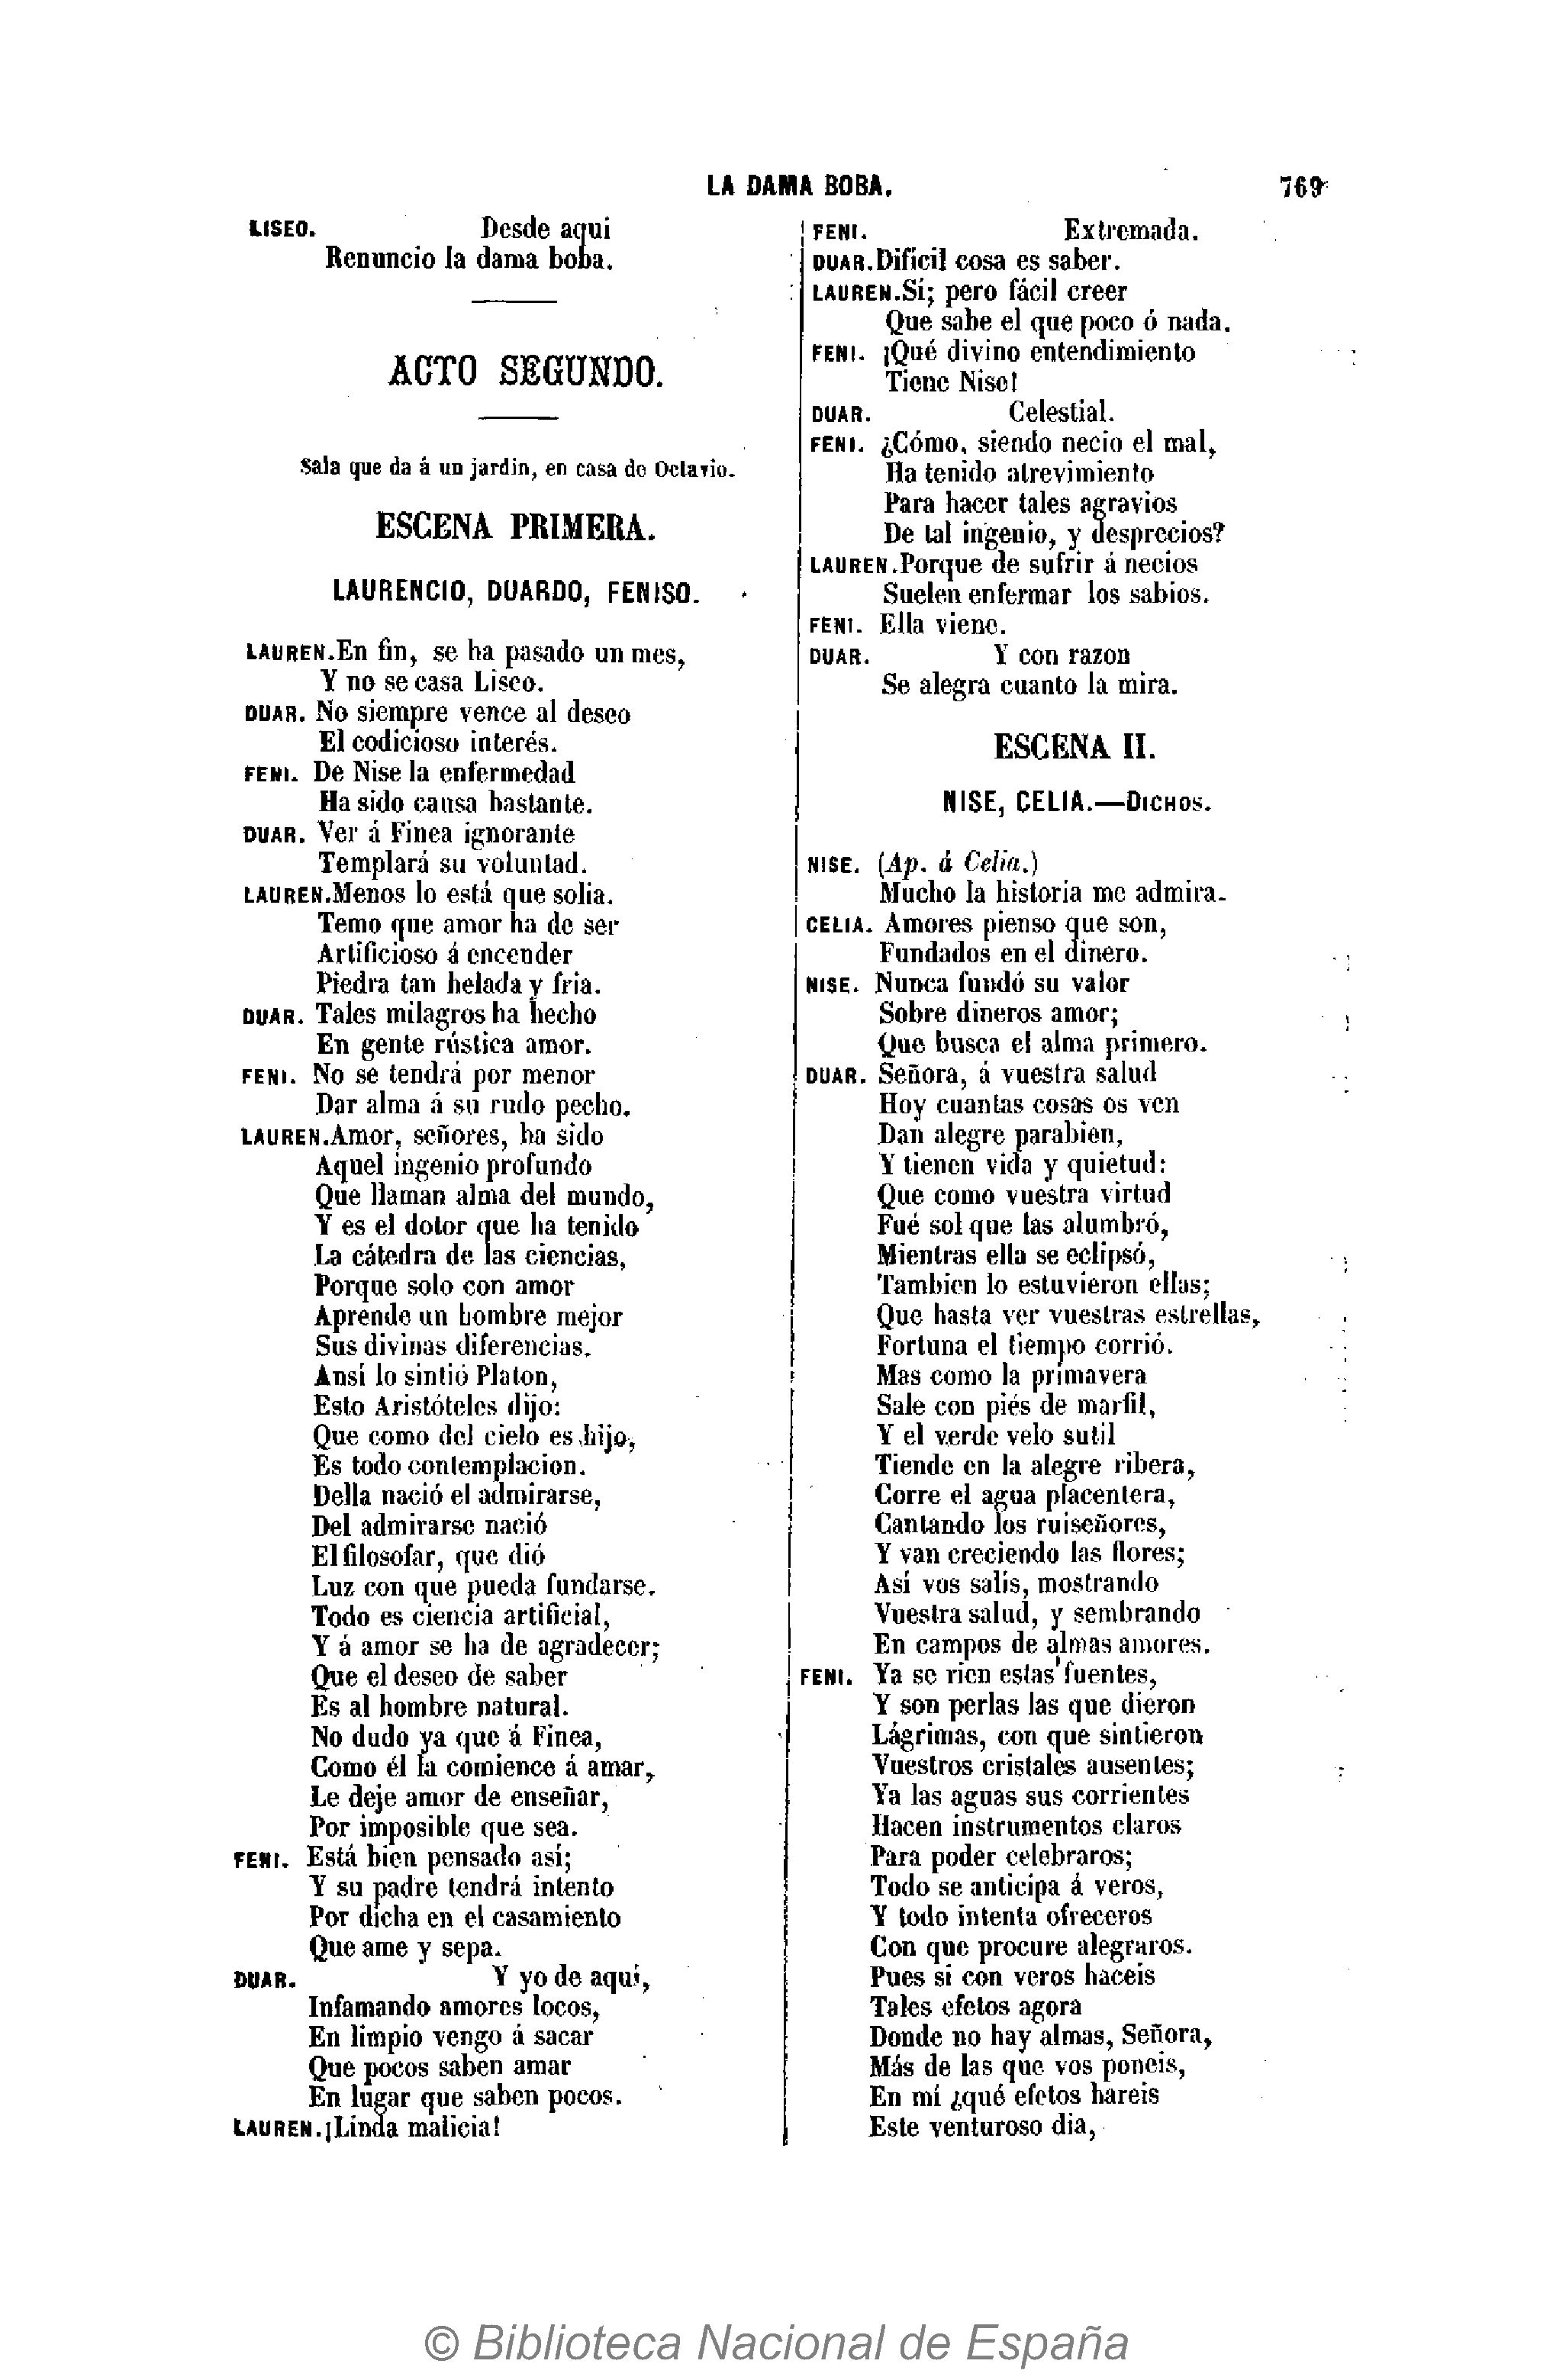 LA DAMA BOBA. 769
LISEO. Desde aqui
Renuncio la dama boba.
ACTO SEGUNDO.
Sala que da á un jardin, en casa de Octavio.
ESCENA PRIMERA.
LAURENCIO, DUARDO, FENISO.
LAUREN. En fin, se ha pasado un mes,
Y no se casa Liseo.
DUAR. No siempre vence al deseo
El codicioso interés.
FENI. De Nise la enfermedad
Ha sido causa bastante.
DUAR. Ver á Finea ignorante
Templará su voluntad.
LAUREN. Menos lo está que solia.
Temo que amor ha de ser
Artificioso á encender
Piedra tan helada y fria.
DUAR. Tales milagros ha hecho
En gente rústica amor.
FENI. No se tendrá por menor
Dar alma á su rudo pecho.
LAUREN. Amor, señores, ha sido
Aquel ingenio profundo
Que llaman alma del mundo,
Y es el dotor que ha tenido
La cátedra de las ciencias,
Porque solo con amor
Aprende un hombre mejor
Sus divinas diferencias.
Ansí lo sintió Platon,
Esto Aristóteles dijo:
Que como del cielo es hijo,
Es todo contemplacion.
Della nació el admirarse,
Del admirarse nació
El filosofar, que dió
Luz con que pueda fundarse.
Todo es ciencia artificial,
Y á amor se ha de agradecer;
Que el deseo de saber
Es al hombre natural.
No dudo ya que á Finea,
Como él la comience á amar,
Le deje amor de enseñar,
Por imposible que sea.
FENI. Está bien pensado así;
Y su padre tendrá intento
Por dicha en el casamiento
Que ame y sepa.
DUAR. Y yo de aquí,
Infamando amores locos,
En limpio vengo á sacar
Que pocos saben amar
En lugar que saben pocos.
LAUREN. ¡Linda malicia!
FENI. Extremada.
DUAR. Difícil cosa es saber.
LAUREN. Sí; pero fácil creer
Que sabe el que poco ó nada.
FENI. ¡Qué divino entendimiento
Tiene Nise!
DUAR. Celestial.
FENI. ¿Cómo, siendo necio el mal,
Ha tenido atrevimiento
Para hacer tales agravios
De tal ingenio, y desprecios?
LAUREN. Porque de sufrir á necios
Suelen enfermar los sabios.
FENI. Ella viene.
DUAR. Y con razon
Se alegra cuanto la mira.
ESCENA II.
NISE, CELIA.—DICHOS.
NISE. (Ap. á Celia.)
Mucho la historia me admira.
CELIA. Amores pienso que son,
Fundados en el dinero.
NISE. Nunca fundó su valor
Sobre dineros amor;
Que busca el alma primero.
DUAR. Señora, á vuestra salud
Hoy cuantas cosas os ven
Dan alegre parabien,
Y tienen vida y quietud:
Que como vuestra virtud
Fué sol que las alumbró,
Mientras ella se eclipsó,
Tambien lo estuvieron ellas;
Que hasta ver vuestras estrellas,
Fortuna el tiempo corrió.
Mas como la primavera
Sale con piés de marfil,
Y el verde velo sutil
Tiende en la alegre ribera,
Corre el agua placentera,
Cantando los ruiseñores,
Y van creciendo las flores;
Así vos salís, mostrando
Vuestra salud, y sembrando
En campos de almas amores.
FENI. Ya se rien estas fuentes,
Y son perlas las que dieron
Lágrimas, con que sintieron
Vuestros cristales ausentes;
Ya las aguas sus corrientes
Hacen instrumentos claros
Para poder celebraros;
Todo se anticipa á veros,
Y todo intenta ofreceros
Con que procure alegraros.
Pues si con veros haceis
Tales efetos agora
Donde no hay almas, Señora,
Más de las que vos poneis,
En mí ¿qué efetos hareis
Este venturoso dia,
© Biblioteca Nacional de España